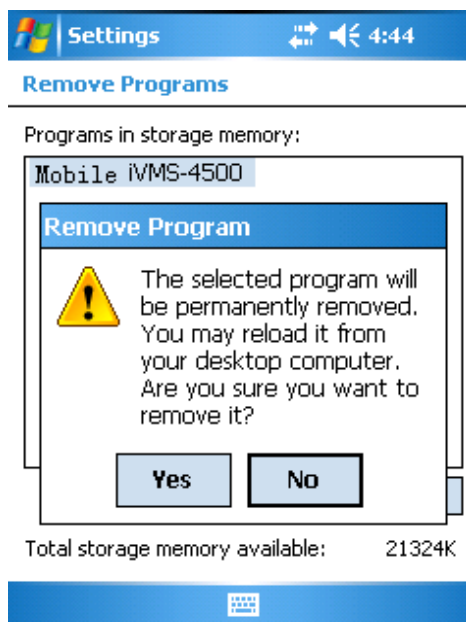 Settings 4:44
Remove Programs
Programs in storage memory:
Mobile iVMS-4500
Remove Program
The selected program will
be permanently removed.
You may reload it from
your desktop computer.
Are you sure you want to
remove it?
Yes No
Total storage memory available: 21324K